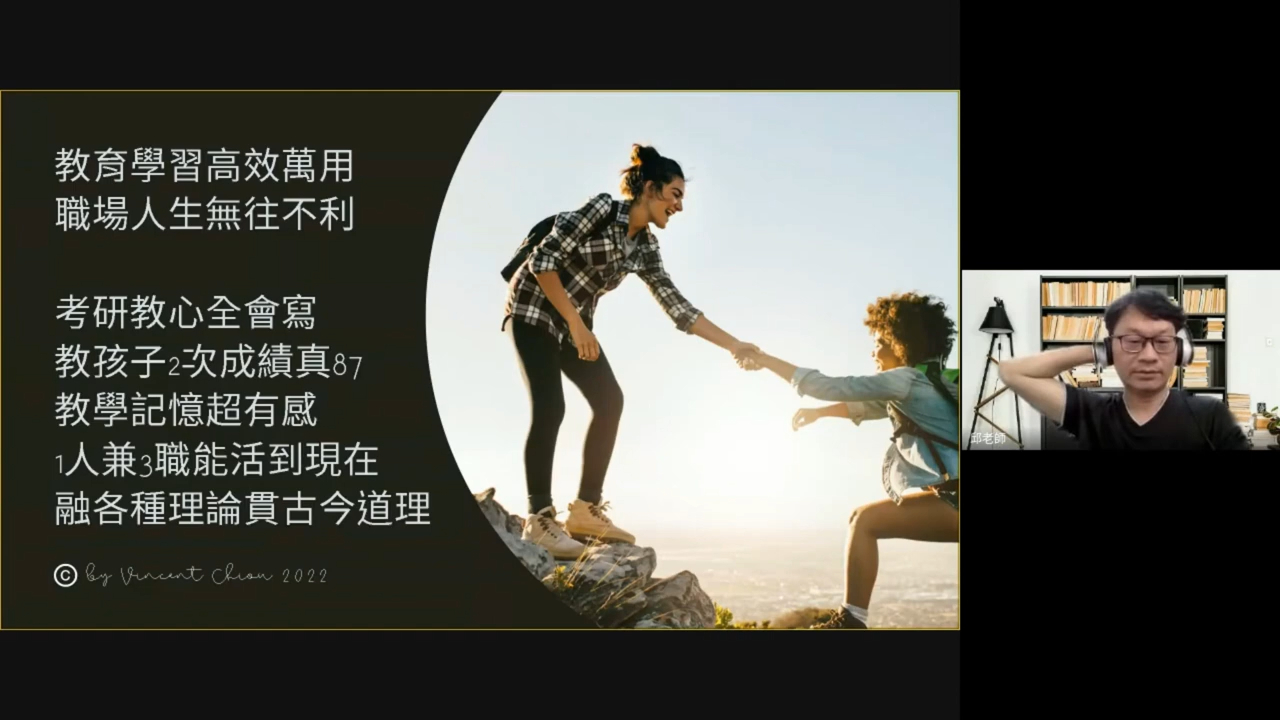 教育學習高效萬用
職場人生無往不利
考研教心全會寫
教孩子2次成績真87
教學記憶超有感
1人兼3職能活到現在
融各種理論貫古今道理
© by Vincent Chiou 2022
邱老師